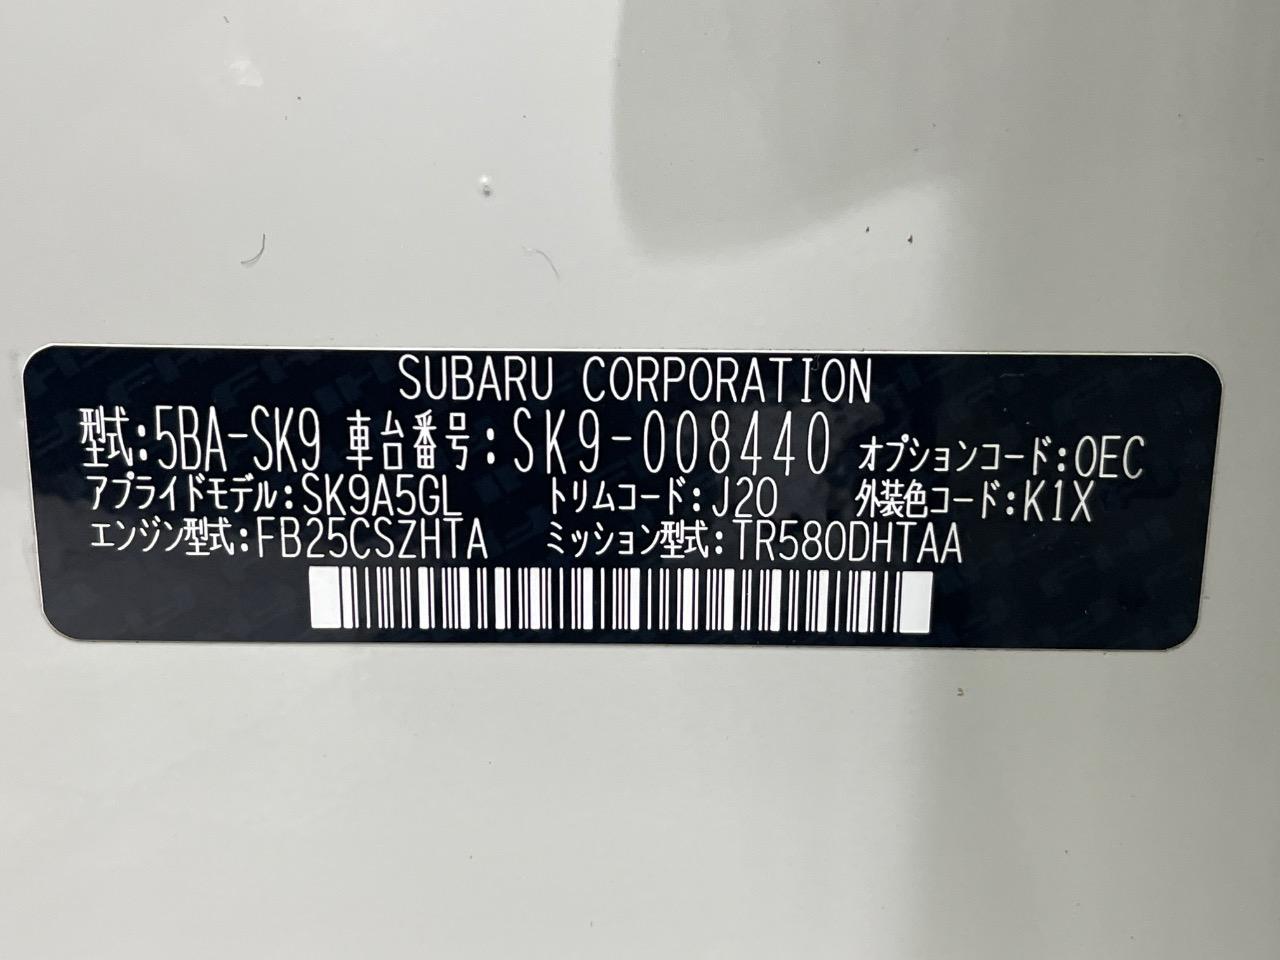 SUBARU CORPORATION
型式:5BA-SK9 車台番号:SK9-008440 オプションコード:OEC
アプライドモデル:SK9A5GL トリムコード:J20 外装色コード:K1X
エンジン型式:FB25CSZHTA ミッション型式:TR580DHTAA